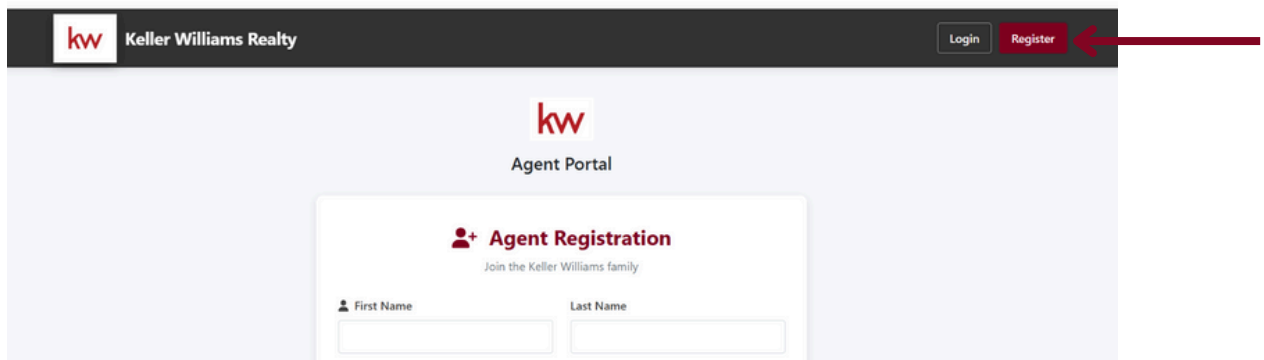 kw Keller Williams Realty Login Register
kw
Agent Portal
Agent Registration
Join the Keller Williams family
First Name Last Name